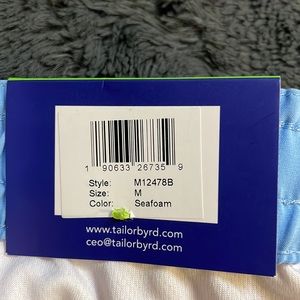 1 90633 26735 9
Style: M12478B
Size: M
Color: Seafoam
www.tailorbyrd.com
ceo@tailorbyrd.com